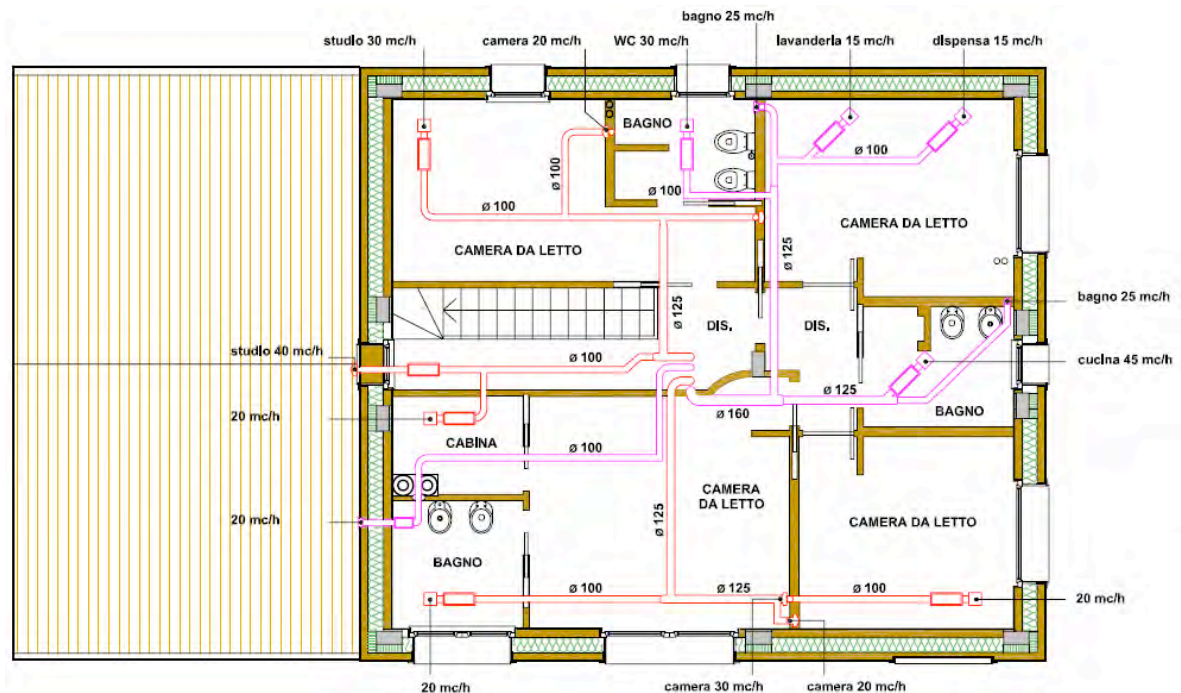 bagno 25 mc/h
studio 30 mc/h
camera 20 mc/h
WC 30 mc/h
lavanderia 15 mc/h
dispensa 15 mc/h
BAGNO
ø 100
ø 100
ø 100
ø 100
CAMERA DA LETTO
CAMERA DA LETTO
ø 125
ø 125
bagno 25 mc/h
DIS.
DIS.
studio 40 mc/h
ø 100
cucina 45 mc/h
ø 125
20 mc/h
ø 160
BAGNO
CABINA
ø 100
CAMERA
DA LETTO
20 mc/h
ø 125
CAMERA DA LETTO
BAGNO
ø 100
ø 125
ø 100
20 mc/h
20 mc/h
camera 30 mc/h
camera 20 mc/h